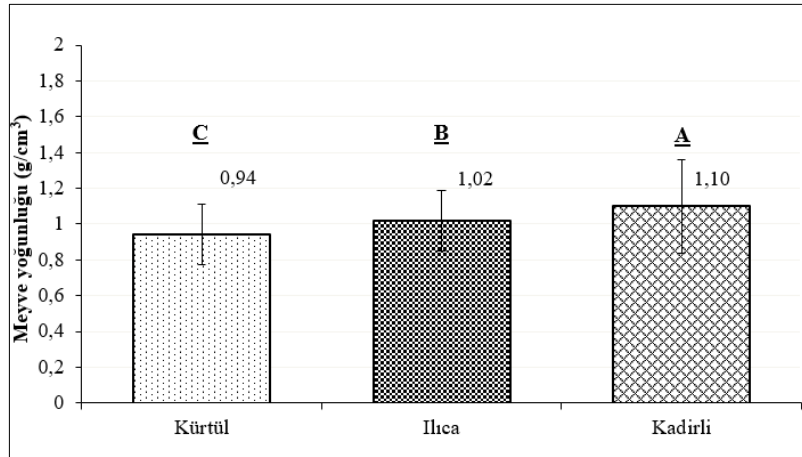 Meyve yoğunluğu (g/cm³)
2
1,8
1,6
1,4
1,2
1
0,8
0,6
0,4
0,2
0
C
B
A
0,94
1,02
1,10
Kürtül
Ilıca
Kadirli